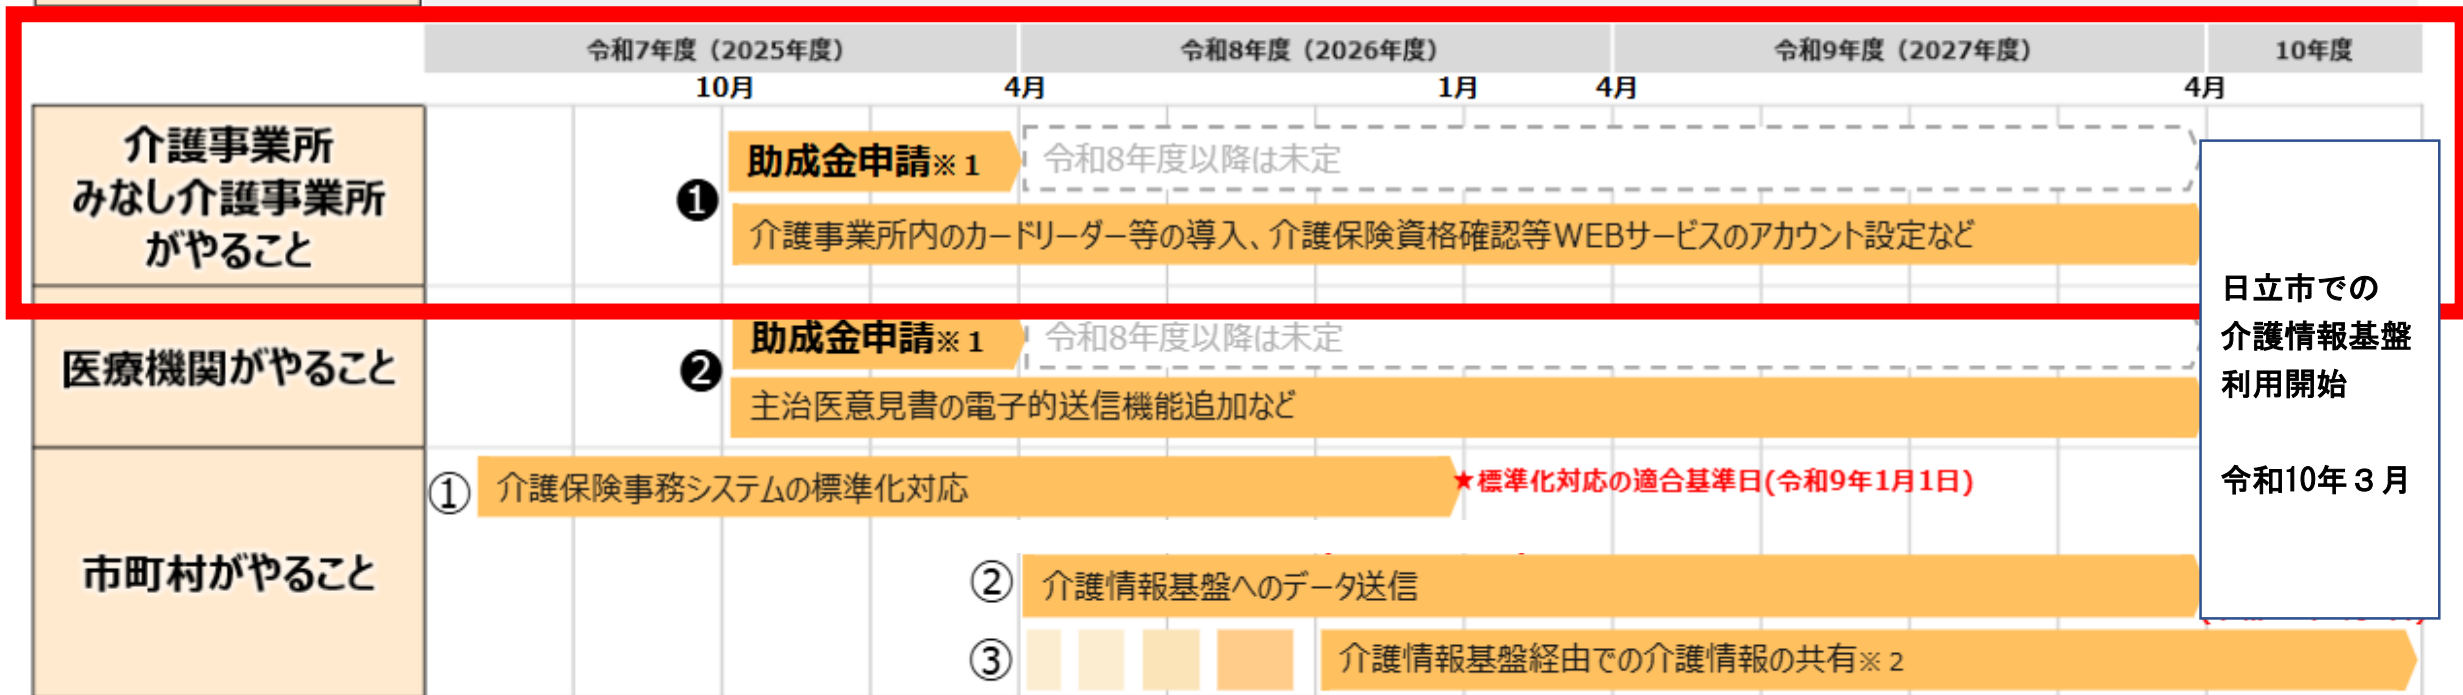 令和7年度（2025年度）
令和8年度（2026年度）
令和9年度（2027年度）
10年度
10月
4月
1月
4月
4月
介護事業所
みなし介護事業所
がやること
❶
助成金申請※1
令和8年度以降は未定
介護事業所内のカードリーダー等の導入、介護保険資格確認等WEBサービスのアカウント設定など
医療機関がやること
❷
助成金申請※1
令和8年度以降は未定
主治医意見書の電子的送信機能追加など
市町村がやること
①
介護保険事務システムの標準化対応
★標準化対応の適合基準日(令和9年1月1日)
②
介護情報基盤へのデータ送信
③
介護情報基盤経由での介護情報の共有※2
日立市での
介護情報基盤
利用開始
令和10年３月